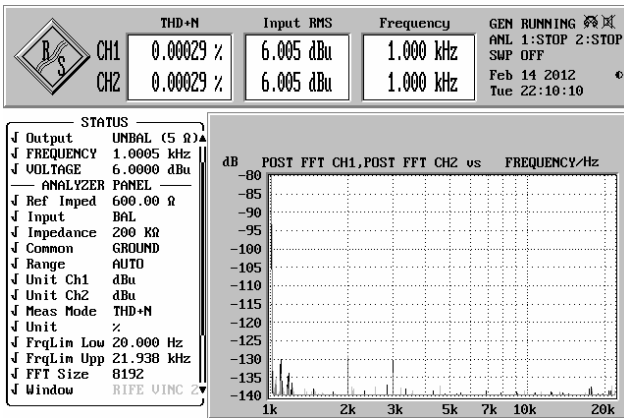 THD+N Input RMS Frequency
GEN RUNNING
ANL 1:STOP 2:STOP
SWP OFF
Feb 14 2012
Tue 22:10:10
R S
CH1 0.00029 % 6.005 dBu 1.000 kHz
CH2 0.00029 % 6.005 dBu 1.000 kHz
STATUS
Output UNBAL (5 Ω)
FREQUENCY 1.0005 kHz
VOLTAGE 6.0000 dBu
ANALYZER PANEL
Ref Imped 600.00 Ω
Input BAL
Impedance 200 KΩ
Common GROUND
Range AUTO
Unit Ch1 dBu
Unit Ch2 dBu
Meas Mode THD+N
Unit %
FrqLim Low 20.000 Hz
FrqLim Upp 21.938 kHz
FFT Size 8192
Window RIFE VINC 2
dB POST FFT CH1,POST FFT CH2 vs FREQUENCY/Hz
-80
-85
-90
-95
-100
-105
-110
-115
-120
-125
-130
-135
-140
1k 2k 3k 5k 7k 10k 20k